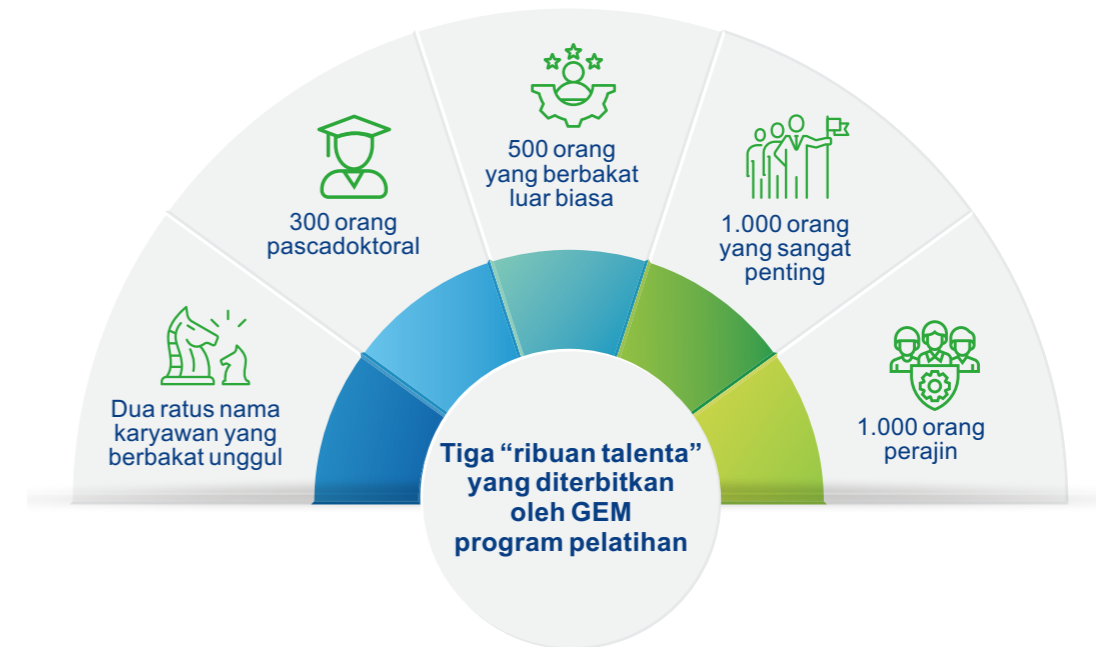 Dua ratus nama
karyawan yang
berbakat unggul
300 orang
pascadoktoral
500 orang
yang berbakat
luar biasa
1.000 orang
yang sangat
penting
1.000 orang
perajin
Tiga “ribuan talenta”
yang diterbitkan
oleh GEM
program pelatihan